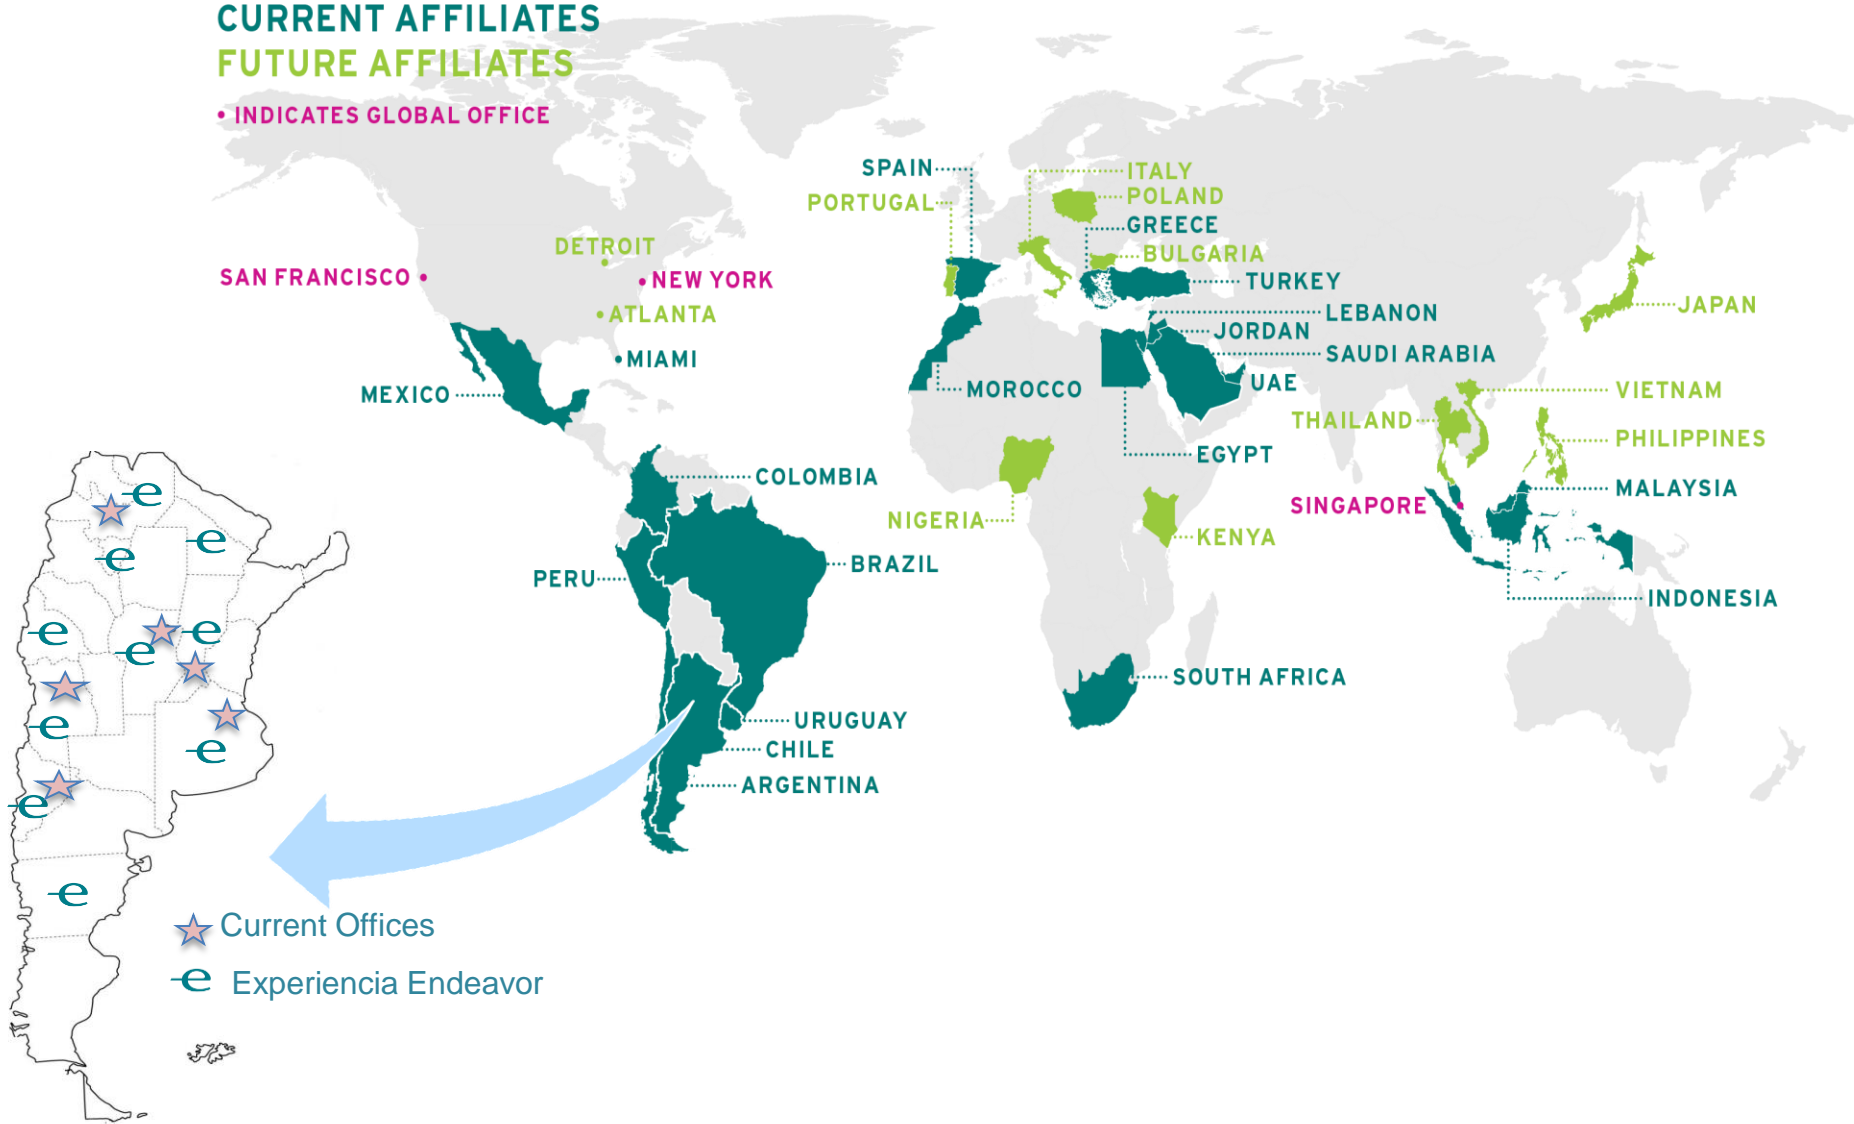 CURRENT AFFILIATES
FUTURE AFFILIATES
• INDICATES GLOBAL OFFICE
SPAIN
PORTUGAL
ITALY
POLAND
GREECE
BULGARIA
TURKEY
DETROIT
SAN FRANCISCO
NEW YORK
ATLANTA
MIAMI
MEXICO
LEBANON
JORDAN
SAUDI ARABIA
UAE
MOROCCO
EGYPT
JAPAN
VIETNAM
THAILAND
PHILIPPINES
MALAYSIA
SINGAPORE
INDONESIA
COLOMBIA
NIGERIA
KENYA
BRAZIL
PERU
SOUTH AFRICA
URUGUAY
CHILE
ARGENTINA
e
e
e
e
e
e
e
e
e
e
Current Offices
e Experiencia Endeavor